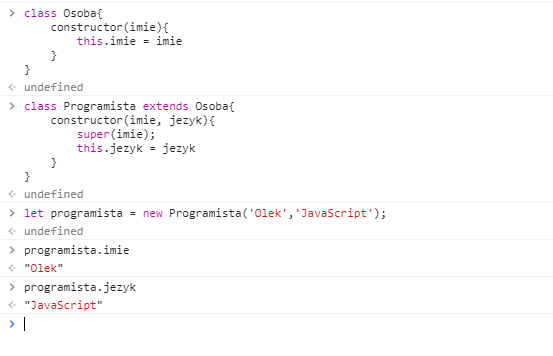 > class Osoba{
      constructor(imie){
          this.imie = imie
      }
  }
< undefined
> class Programista extends Osoba{
      constructor(imie, jezyk){
          super(imie);
          this.jezyk = jezyk
      }
  }
< undefined
> let programista = new Programista('Olek','JavaScript');
< undefined
> programista.imie
< "Olek"
> programista.jezyk
< "JavaScript"
>